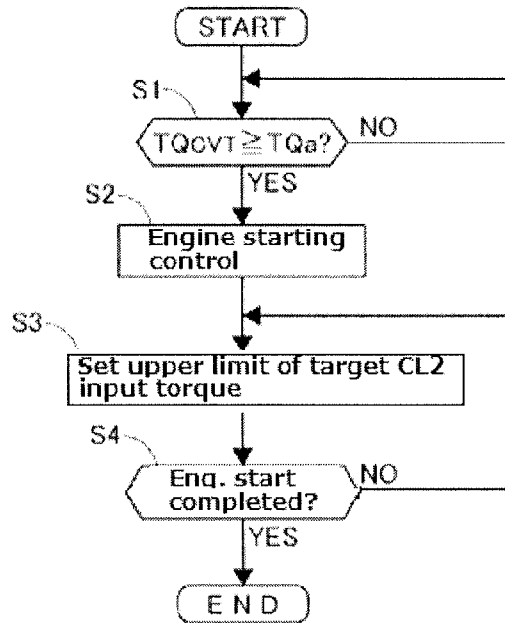 START
S1
TQCVT≧TQa?
NO
YES
S2
Engine starting
control
S3
Set upper limit of target CL2
input torque
S4
Enq. start
completed?
NO
YES
END